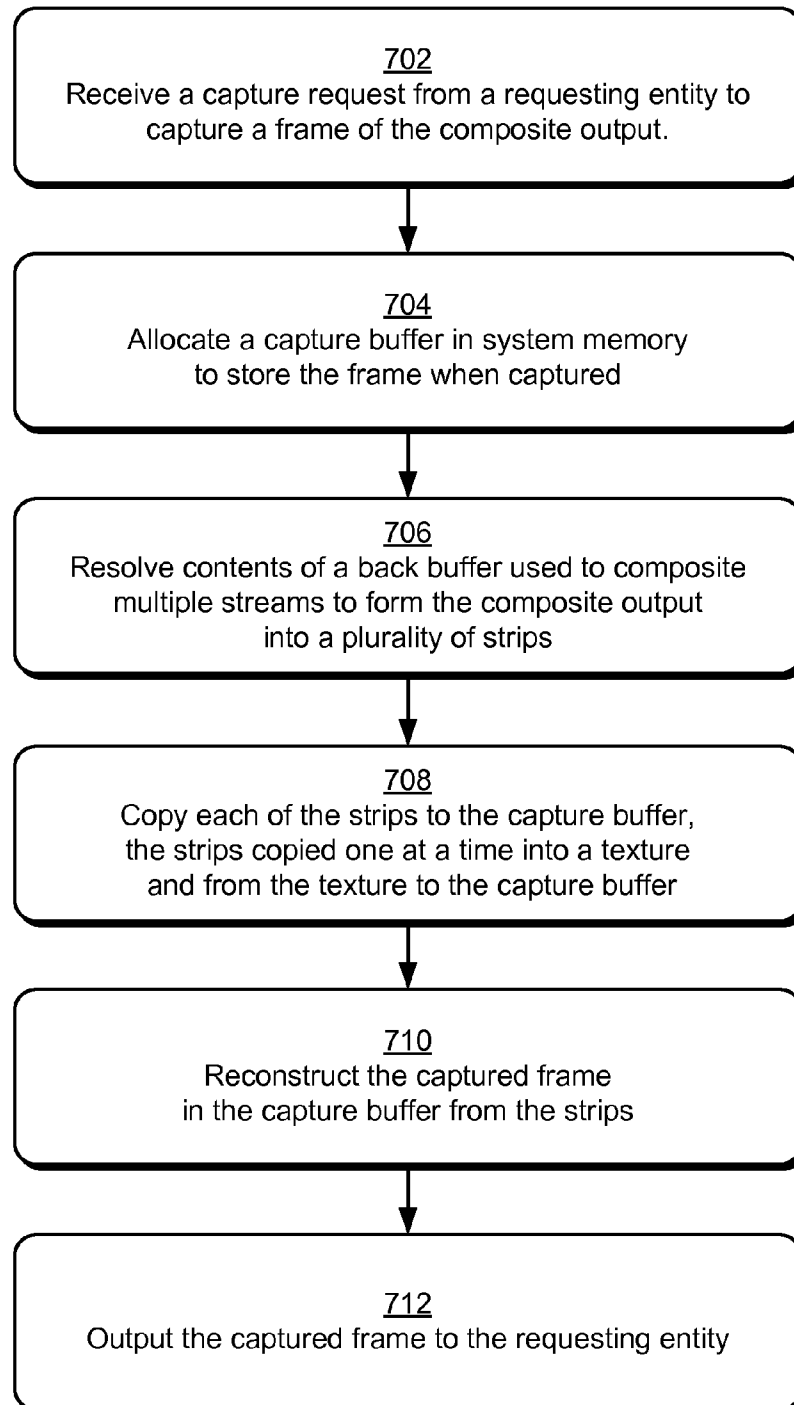 702
Receive a capture request from a requesting entity to
capture a frame of the composite output.
704
Allocate a capture buffer in system memory
to store the frame when captured
706
Resolve contents of a back buffer used to composite
multiple streams to form the composite output
into a plurality of strips
708
Copy each of the strips to the capture buffer,
the strips copied one at a time into a texture
and from the texture to the capture buffer
710
Reconstruct the captured frame
in the capture buffer from the strips
712
Output the captured frame to the requesting entity